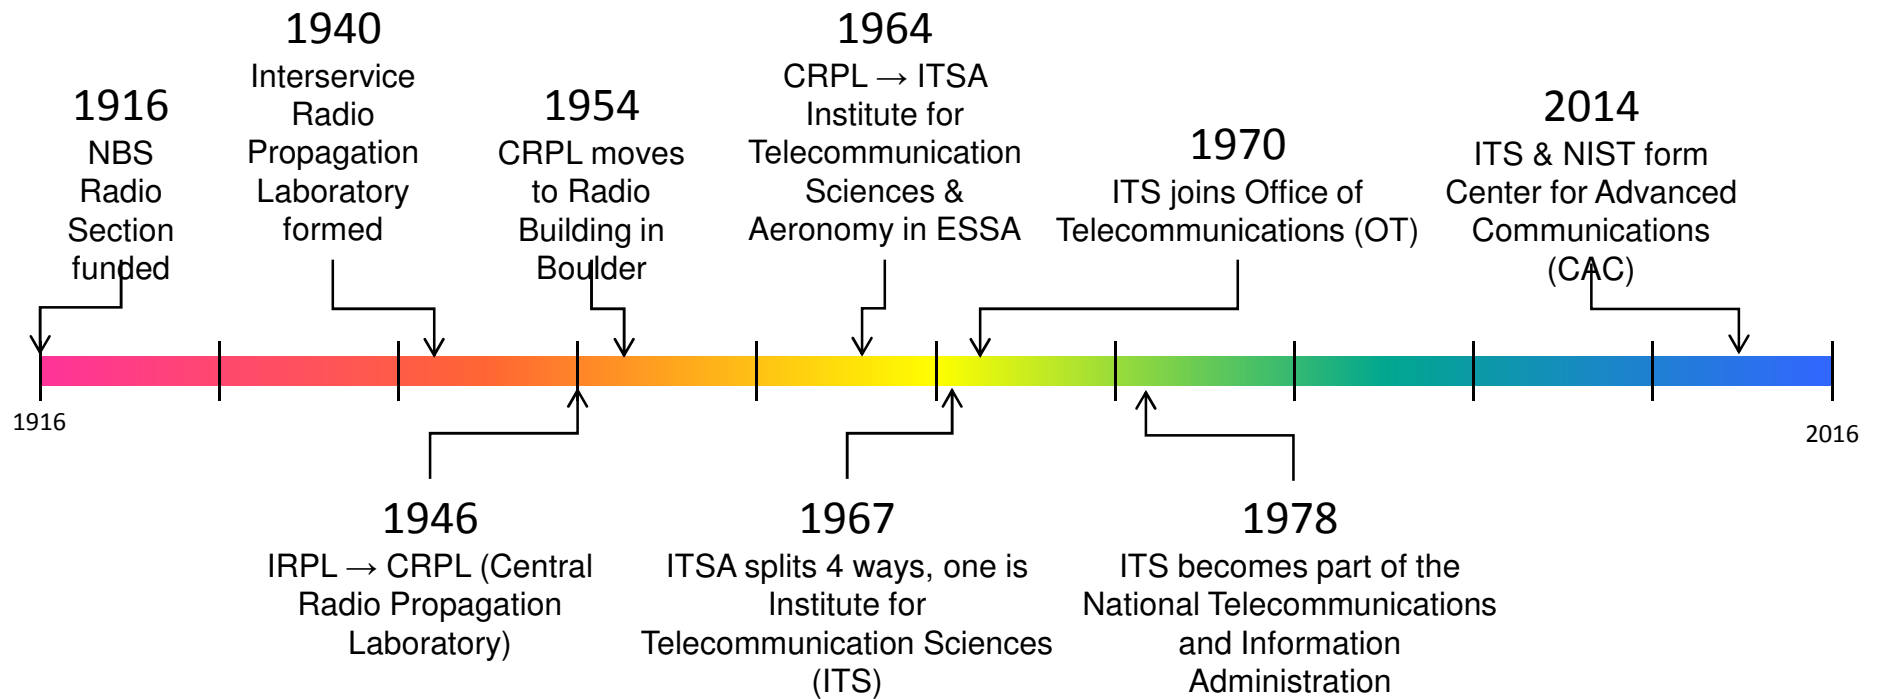 1916
NBS
Radio
Section
funded
1940
Interservice
Radio
Propagation
Laboratory
formed
1954
CRPL moves
to Radio
Building in
Boulder
1964
CRPL → ITSA
Institute for
Telecommunication
Sciences &
Aeronomy in ESSA
1970
ITS joins Office of
Telecommunications (OT)
2014
ITS & NIST form
Center for Advanced
Communications
(CAC)
1916
2016
1946
IRPL → CRPL (Central
Radio Propagation
Laboratory)
1967
ITSA splits 4 ways, one is
Institute for
Telecommunication Sciences
(ITS)
1978
ITS becomes part of the
National Telecommunications
and Information
Administration